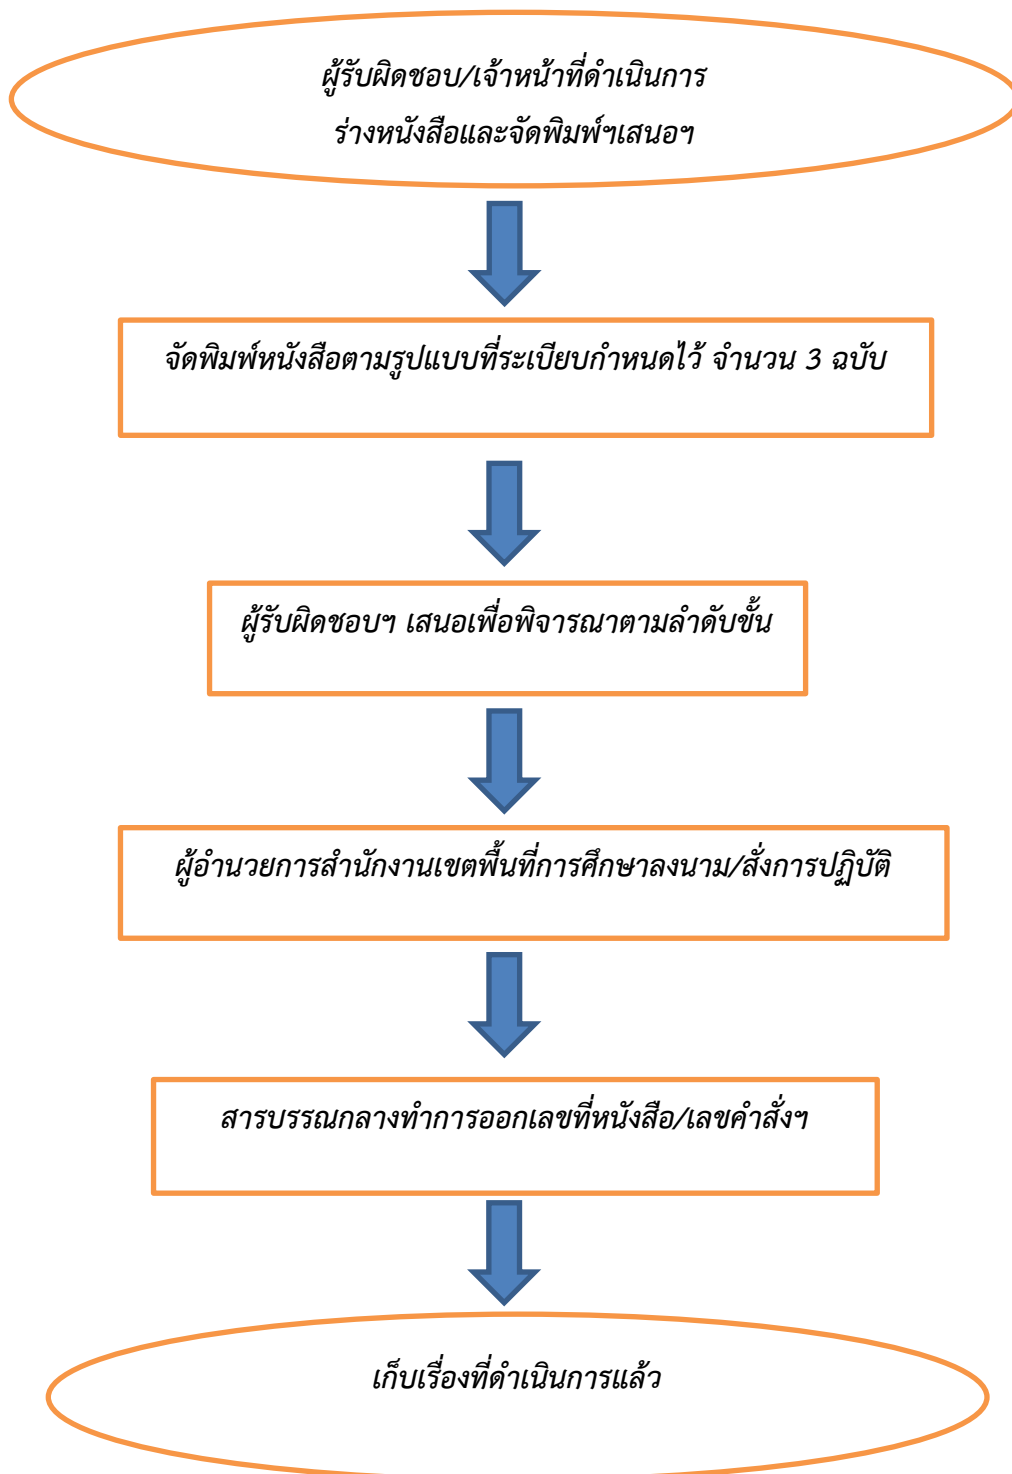 ผู้รับผิดชอบ/เจ้าหน้าที่ดำเนินการ
ร่างหนังสือและจัดพิมพ์ฯเสนอฯ
จัดพิมพ์หนังสือตามรูปแบบที่ระเบียบกำหนดไว้ จำนวน 3 ฉบับ
ผู้รับผิดชอบฯ เสนอเพื่อพิจารณาตามลำดับขั้น
ผู้อำนวยการสำนักงานเขตพื้นที่การศึกษาลงนาม/สั่งการปฏิบัติ
สารบรรณกลางทำการออกเลขที่หนังสือ/เลขคำสั่งฯ
เก็บเรื่องที่ดำเนินการแล้ว